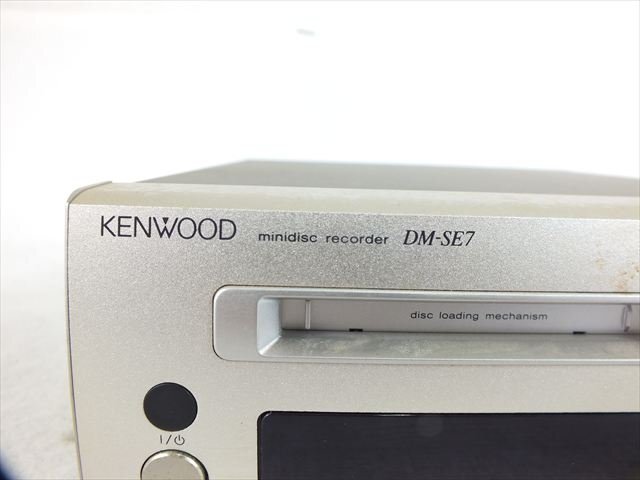 KENWOOD minidisc recorder DM-SE7
disc loading mechanism
I/⏻